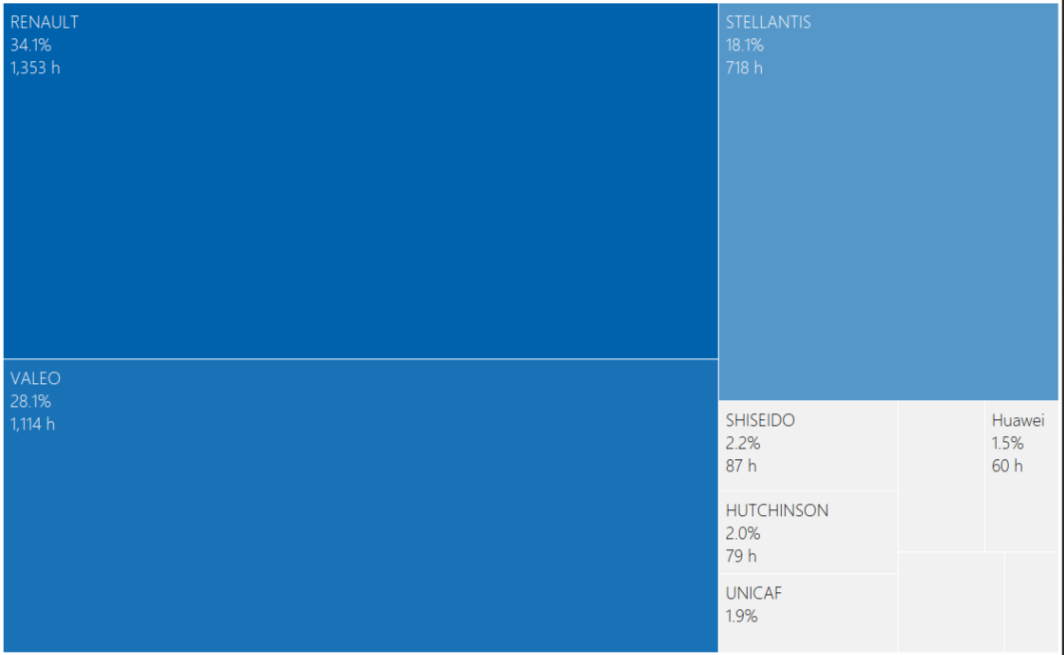 RENAULT
34.1%
1,353 h
STELLANTIS
18.1%
718 h
VALEO
28.1%
1,114 h
SHISEIDO
2.2%
87 h
Huawei
1.5%
60 h
HUTCHINSON
2.0%
79 h
UNICAF
1.9%